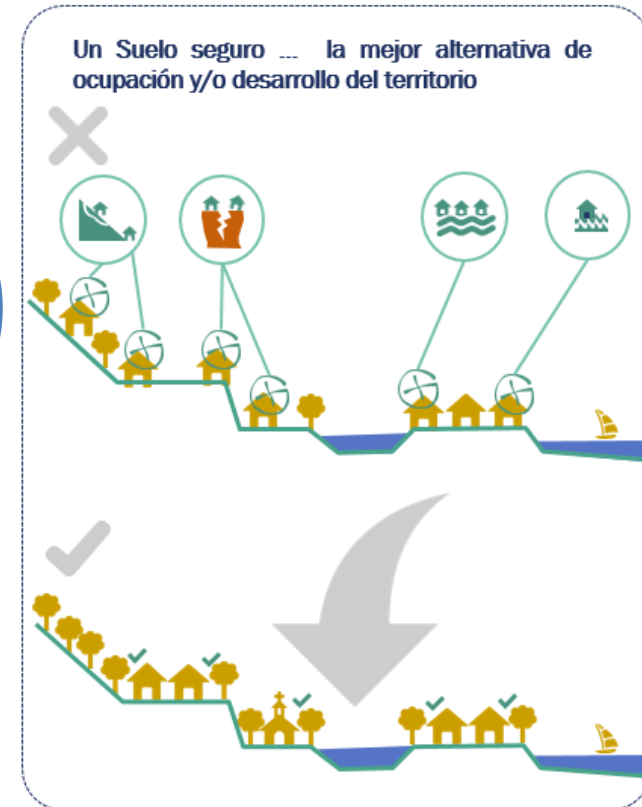 Un Suelo seguro ... la mejor alternativa de
ocupación y/o desarrollo del territorio